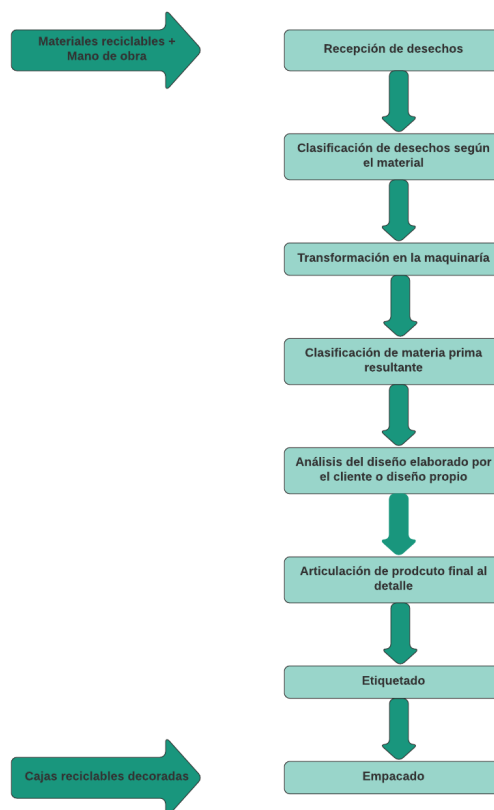 Materiales reciclables +
Mano de obra
Recepción de desechos
Clasificación de desechos según
el material
Transformación en la maquinaría
Clasificación de materia prima
resultante
Análisis del diseño elaborado por
el cliente o diseño propio
Articulación de prodcuto final al
detalle
Etiquetado
Cajas reciclables decoradas
Empacado